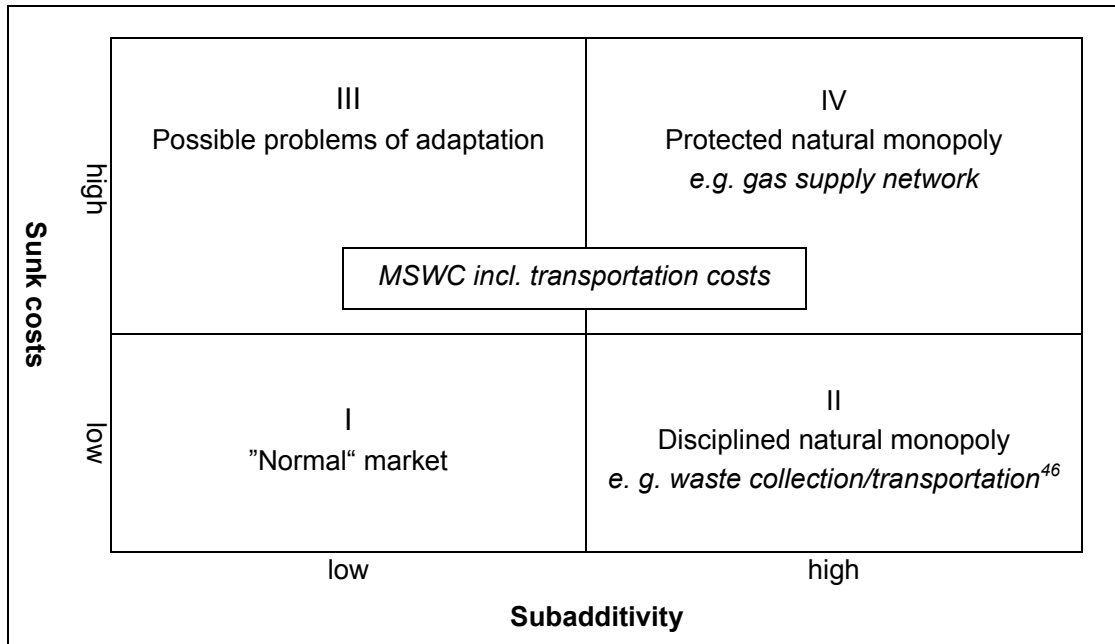 III
Possible problems of adaptation
IV
Protected natural monopoly
e.g. gas supply network
high
Sunk costs
MSWC incl. transportation costs
low
I
”Normal“ market
II
Disciplined natural monopoly
e. g. waste collection/transportation46
low
high
Subadditivity